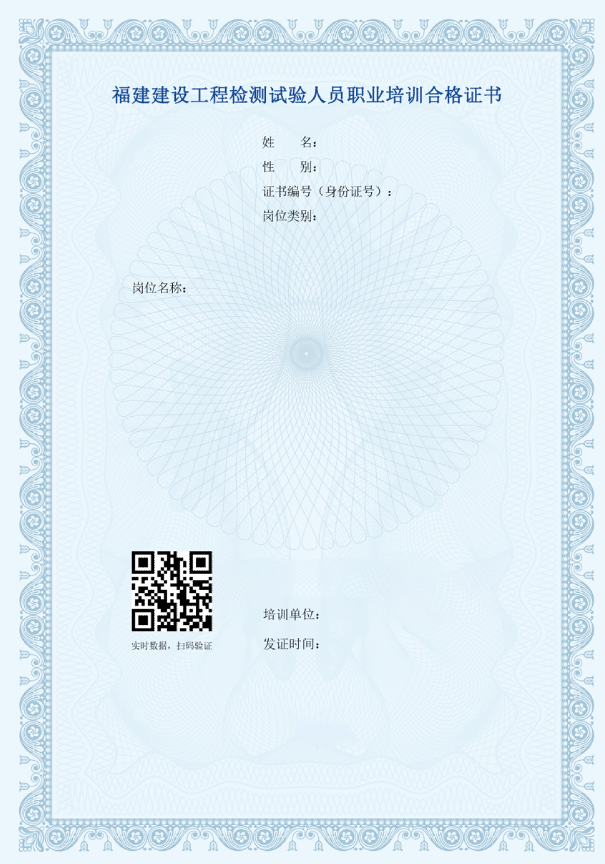 福建建设工程检测试验人员职业培训合格证书
姓　　名：
性　　别：
证书编号（身份证号）：
岗位类别：
岗位名称：
培训单位：
实时数据，扫码验证
发证时间：